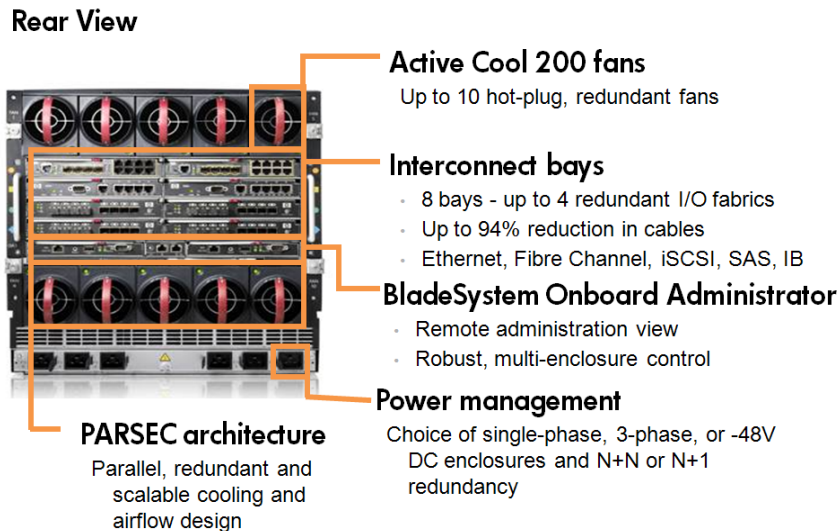 Rear View
Active Cool 200 fans
Up to 10 hot-plug, redundant fans
Interconnect bays
· 8 bays - up to 4 redundant I/O fabrics
· Up to 94% reduction in cables
· Ethernet, Fibre Channel, iSCSI, SAS, IB
BladeSystem Onboard Administrator
· Remote administration view
· Robust, multi-enclosure control
Power management
Choice of single-phase, 3-phase, or -48V
DC enclosures and N+N or N+1
redundancy
PARSEC architecture
Parallel, redundant and
scalable cooling and
airflow design